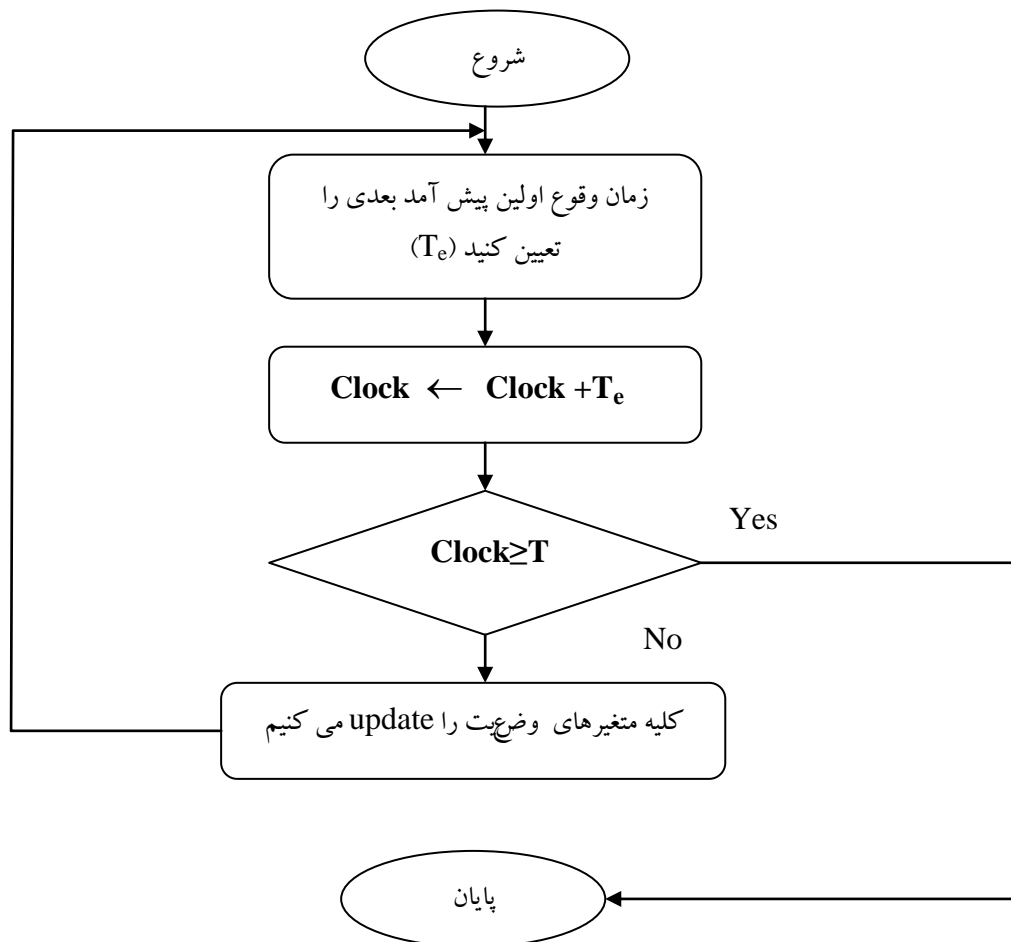 شروع
زمان وقوع اولین پیش آمد بعدی را
تعیین کنید (Te)
Clock ← Clock +Te
Clock≥T
Yes
No
کلیه متغیرهای وضعیت را update می کنیم
پایان